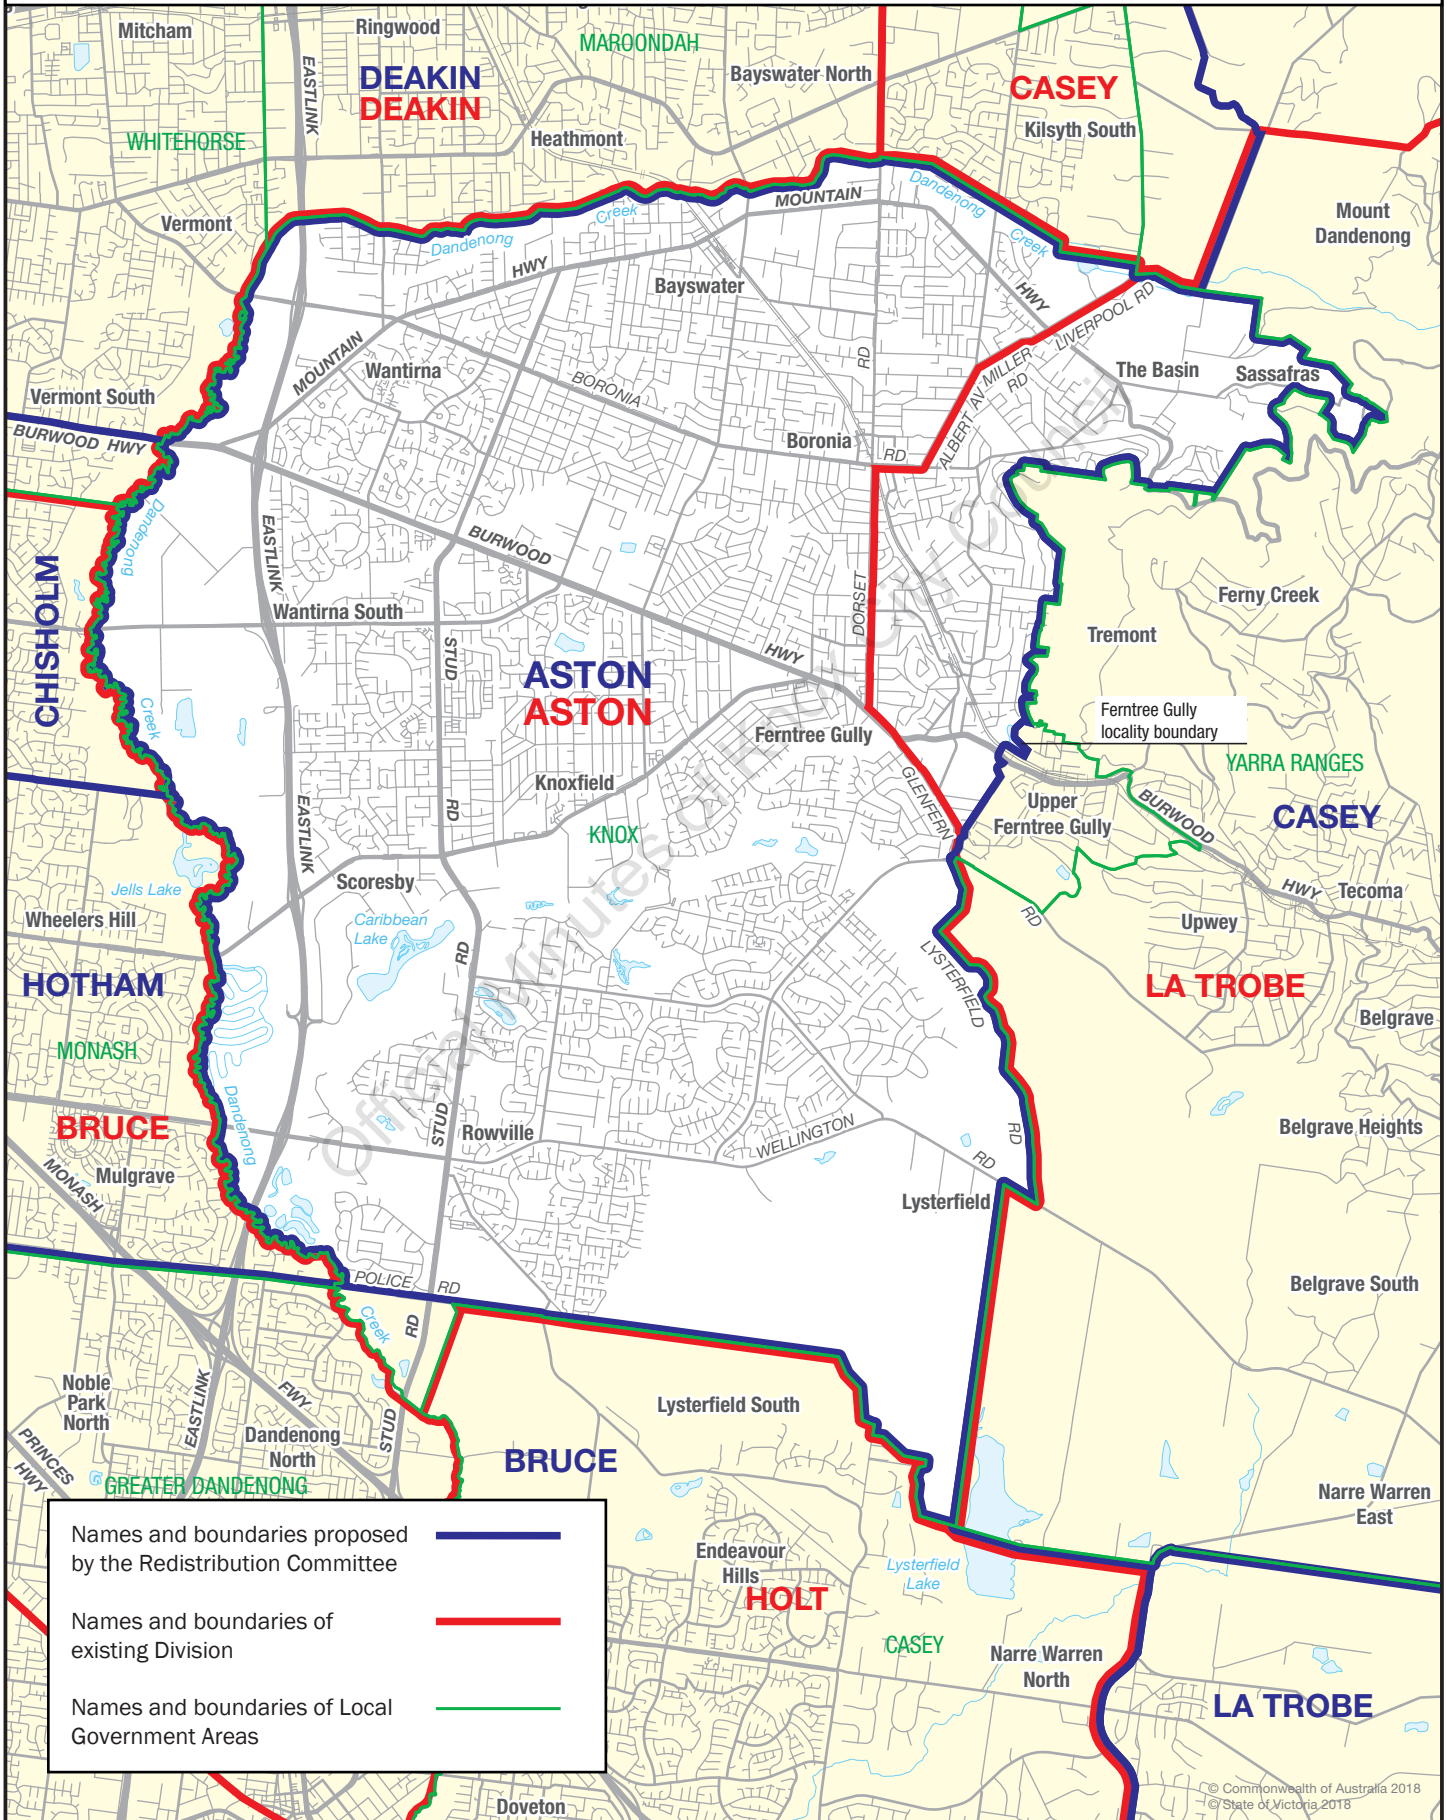 Mitcham
Ringwood
MAROONDAH
DEAKIN
DEAKIN
Bayswater North
CASEY
Kilsyth South
EASTLINK
WHITEHORSE
Heathmont
Vermont
Dandenong
Creek
MOUNTAIN
HWY
Dandenong
Creek
Mount
Dandenong
Bayswater
HWY
LIVERPOOL RD
MOUNTAIN
Wantirna
BORONIA
RD
MILLER
RD
ALBERT AV
The Basin
Sassafras
Vermont South
BURWOOD HWY
Boronia
RD
Dandenong
EASTLINK
BURWOOD
CHISHOLM
Wantirna South
STUD
DORSET
HWY
Ferny Creek
Tremont
ASTON
ASTON
Creek
Ferntree Gully
locality boundary
Ferntree Gully
YARRA RANGES
Knoxfield
GLENFERN
Upper
Ferntree Gully
BURWOOD
CASEY
EASTLINK
RD
KNOX
Jells Lake
Scoresby
HWY
Tecoma
Wheelers Hill
Caribbean
Lake
RD
RD
Upwey
LYSTERFIELD
HOTHAM
LA TROBE
Belgrave
MONASH
Dandenong
BRUCE
STUD
Rowville
WELLINGTON
RD
RD
Belgrave Heights
MONASH
Mulgrave
Lysterfield
POLICE
RD
Belgrave South
Creek
RD
Noble
Park
North
EASTLINK
FWY
Dandenong
North
STUD
Lysterfield South
PRINCES
HWY
BRUCE
GREATER DANDENONG
Narre Warren
East
Names and boundaries proposed
by the Redistribution Committee
Names and boundaries of
existing Division
Names and boundaries of Local
Government Areas
Endeavour
Hills
HOLT
Lysterfield
Lake
CASEY
Narre Warren
North
LA TROBE
Doveton
© Commonwealth of Australia 2018
© State of Victoria 2018
Official Minutes of Knox City Council